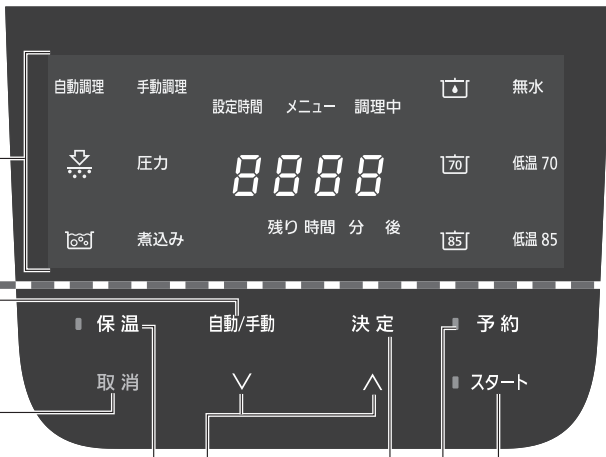 自動調理 手動調理 無水
設定時間 メニュー 調理中
圧力 8888 70 低温 70
残り 時間 分 後
煮込み 85 低温 85
保温 自動/手動 決定 予約
取消 スタート